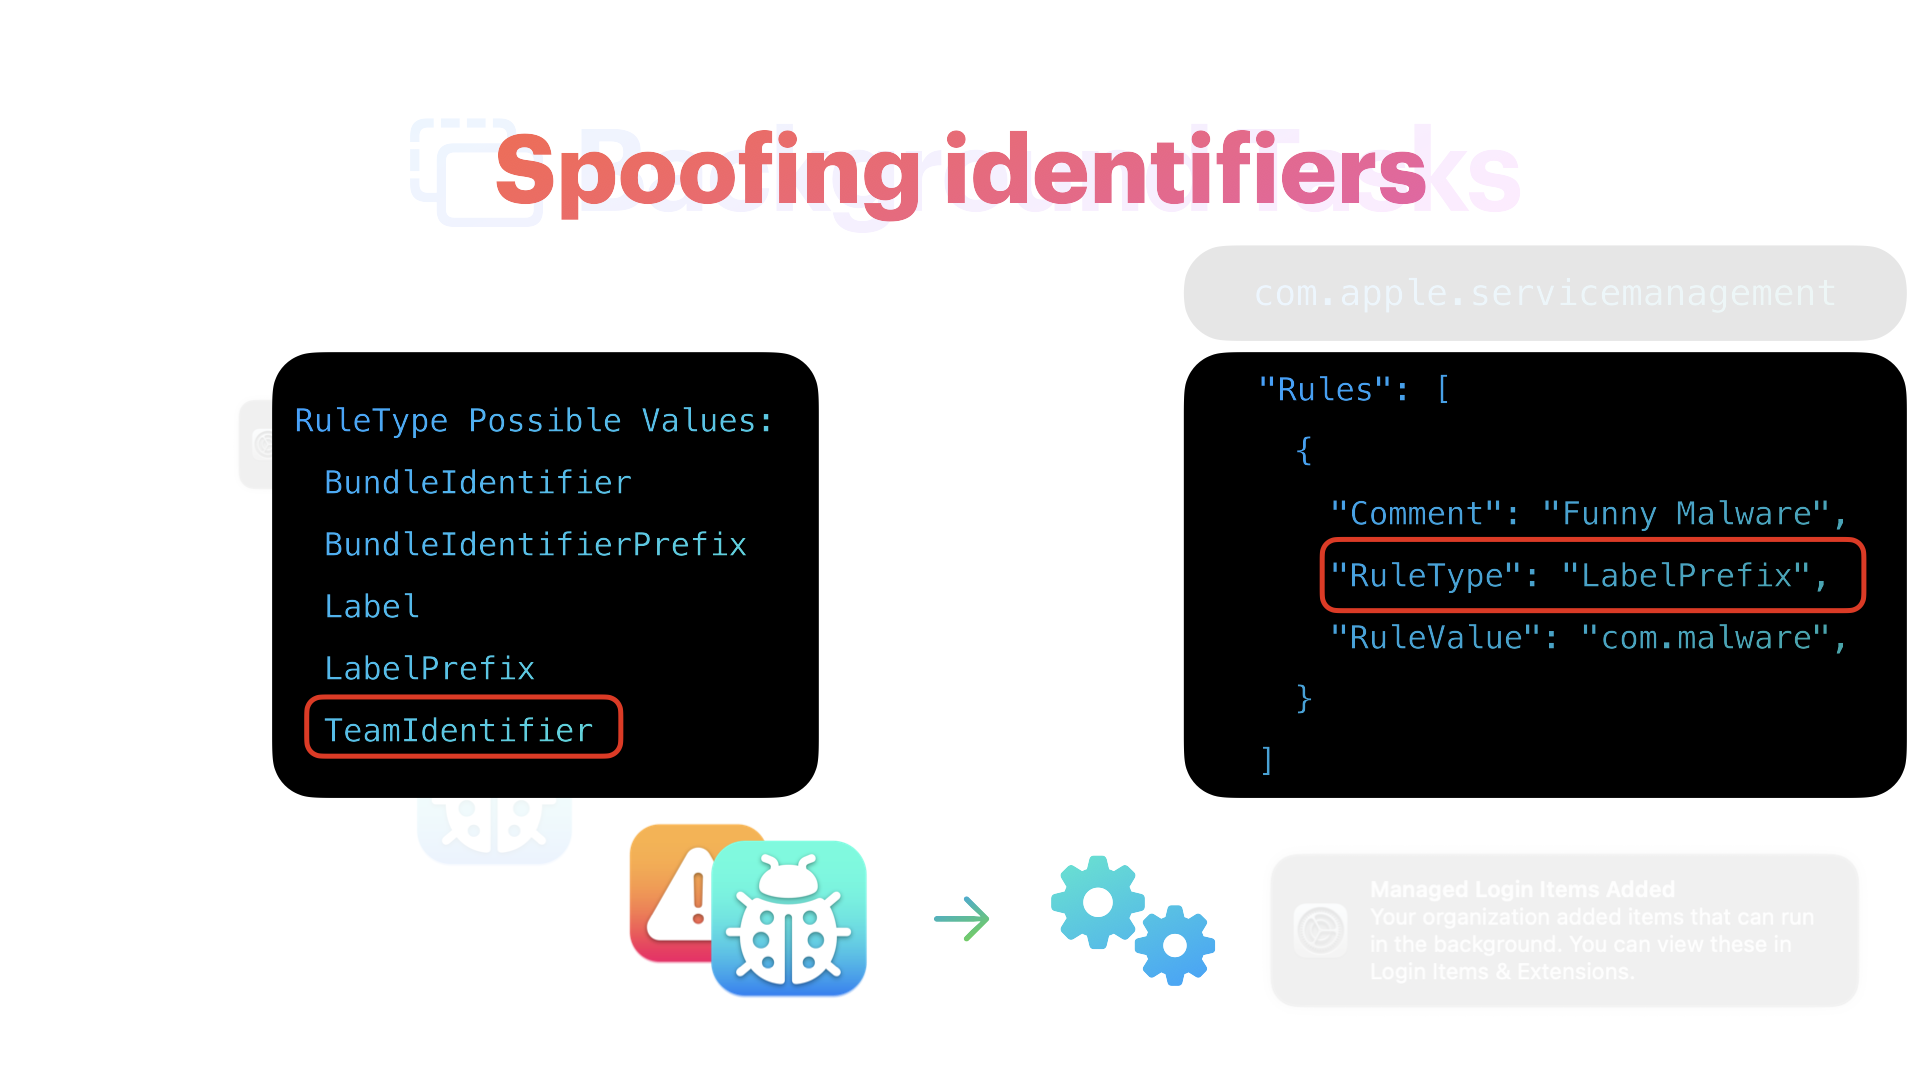 Spoofing identifiers
Background Tasks
com.apple.servicemanagement
RuleType Possible Values:
BundleIdentifier
BundleIdentifierPrefix
Label
LabelPrefix
TeamIdentifier
"Rules": [
{
"Comment": "Funny Malware",
"RuleType": "LabelPrefix",
"RuleValue": "com.malware",
}
]
Managed Login Items Added
Your organization added items that can run
in the background. You can view these in
Login Items & Extensions.